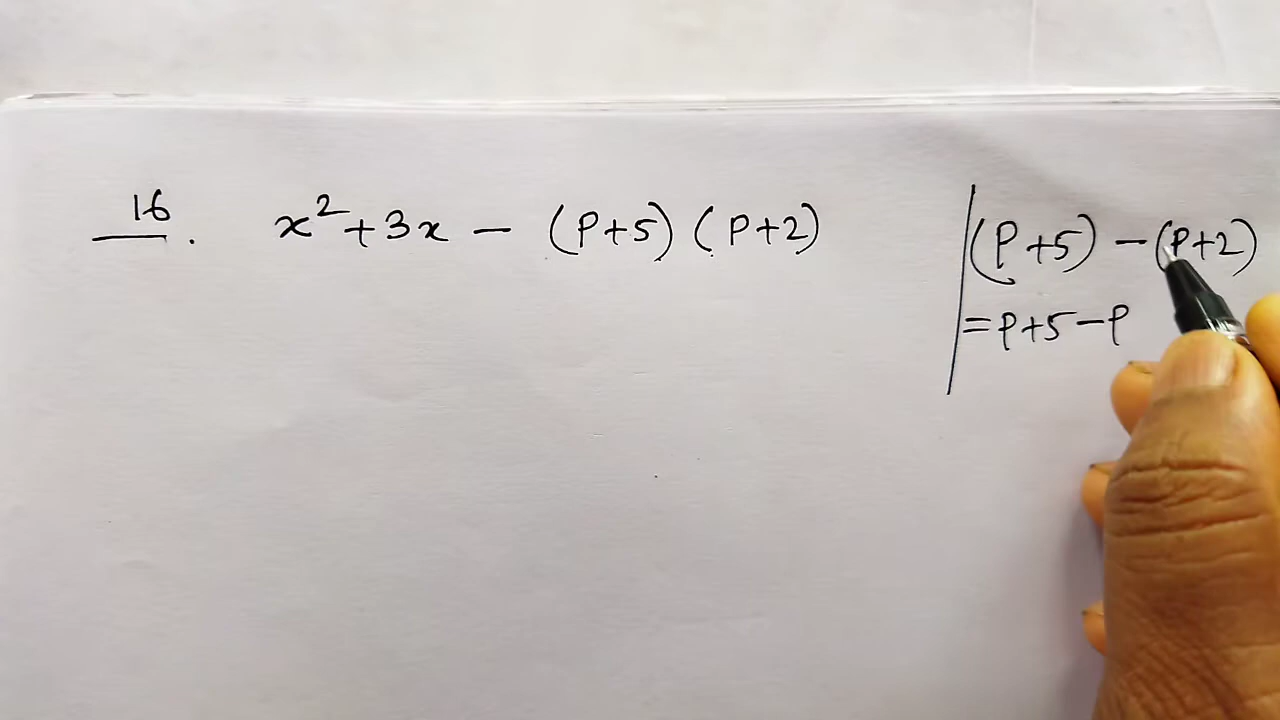 16. x² + 3x - (P+5) (P+2)
(P+5) - (P+2)
= P+5-P